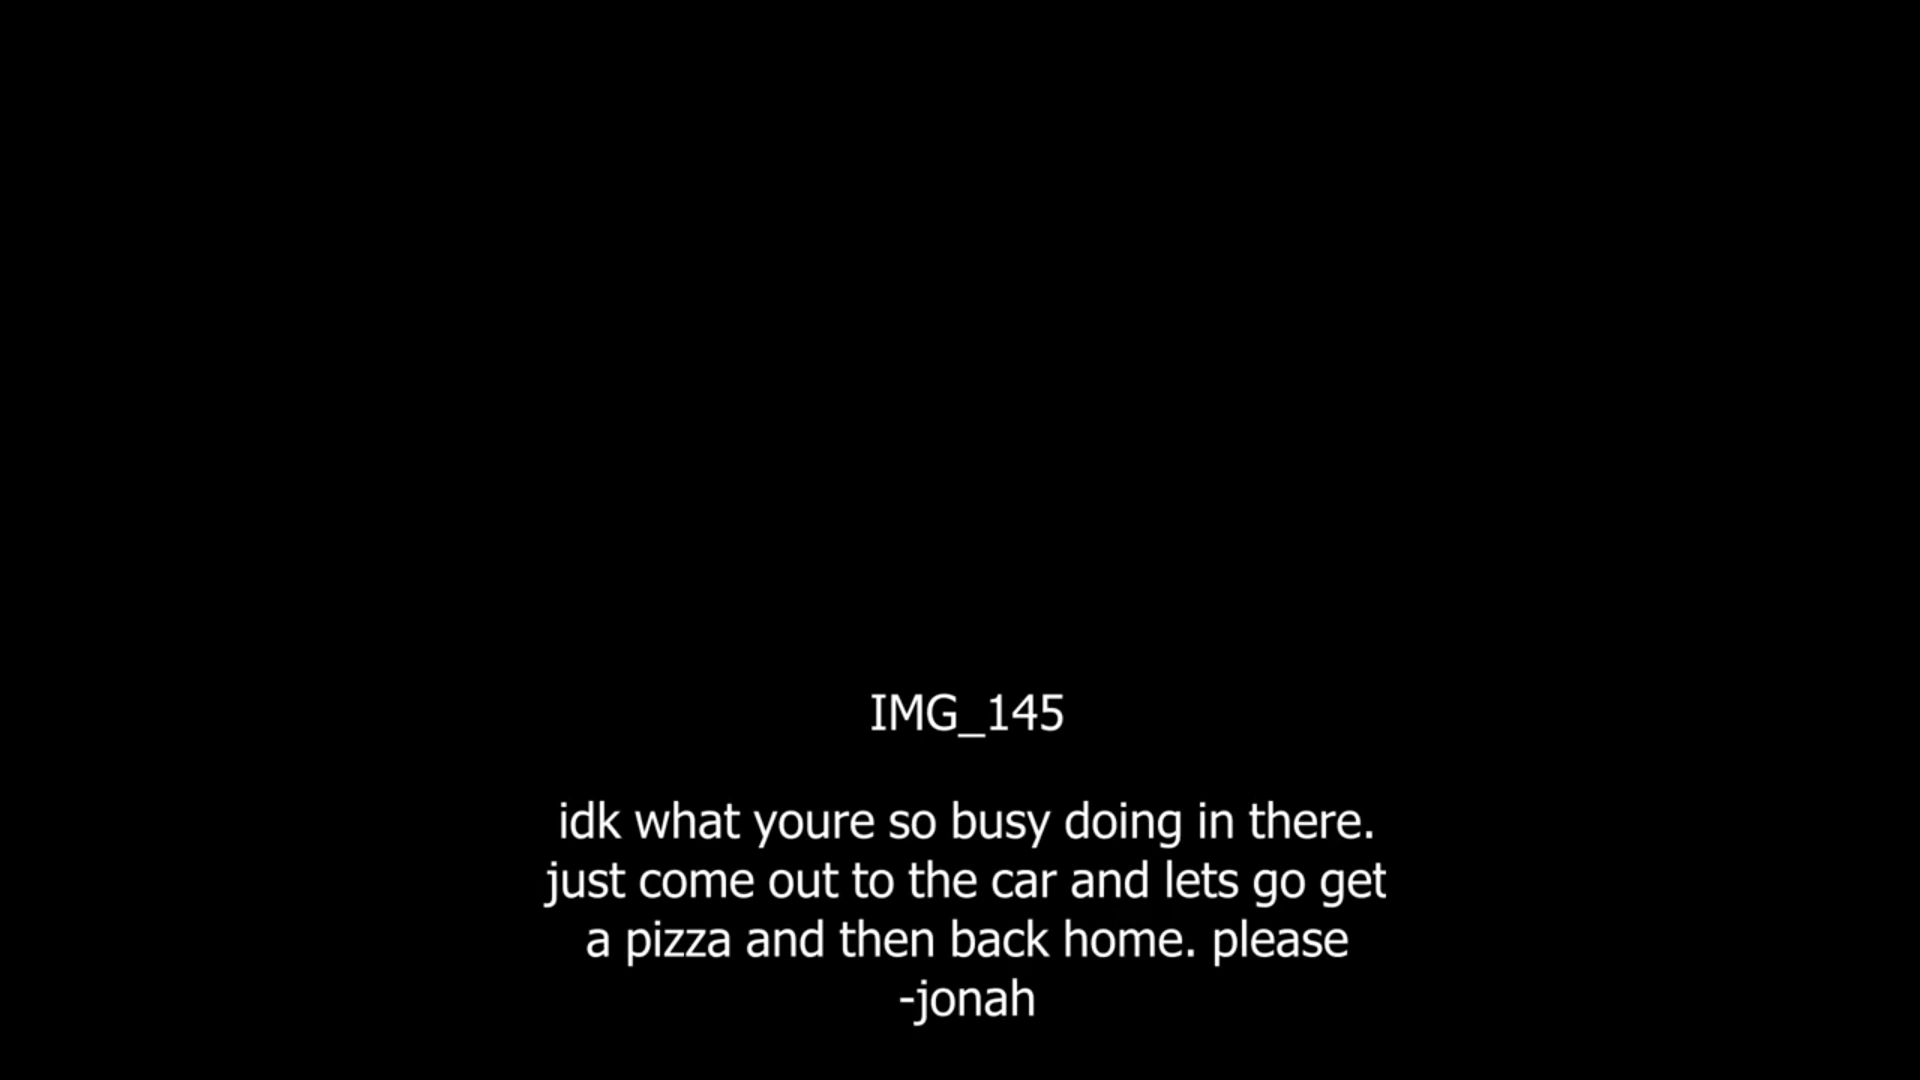 IMG_145
idk what youre so busy doing in there.
just come out to the car and lets go get
a pizza and then back home. please
-jonah